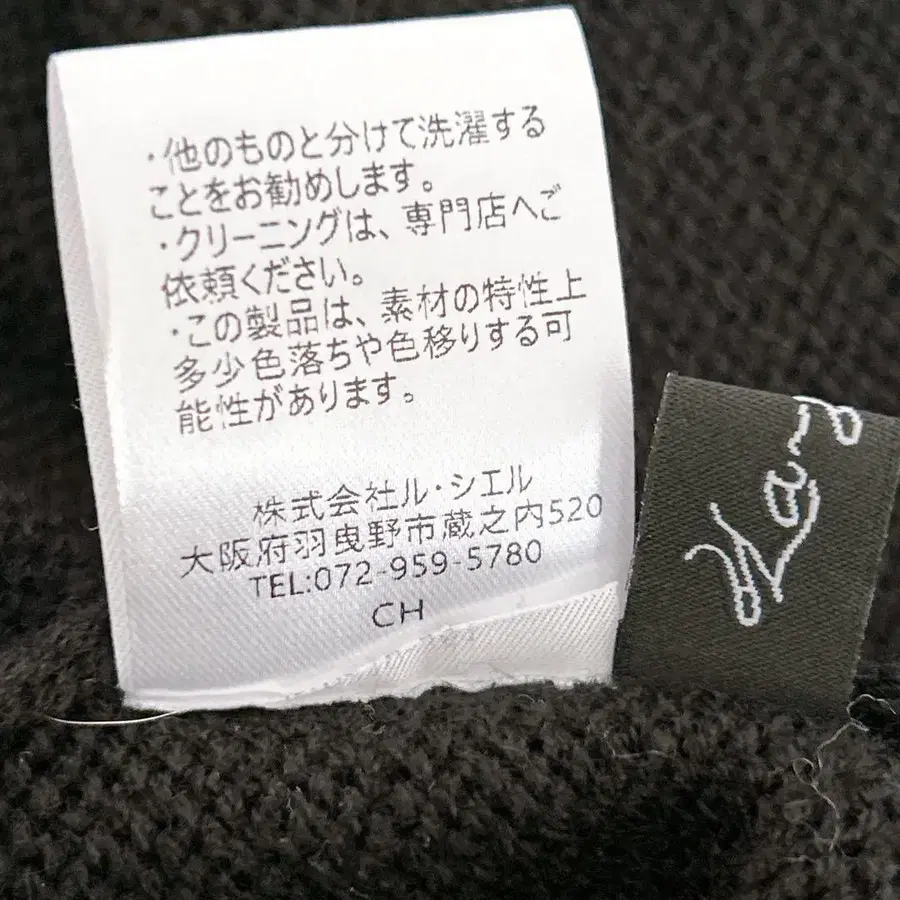 ・他のものと分けて洗濯する
ことをお勧めします。
・クリーニングは、専門店へご
依頼ください。
・この製品は、素材の特性上
多少色落ちや色移りする可
能性があります。
株式会社ル・シエル
大阪府羽曳野市蔵之内520
TEL:072-959-5780
CH